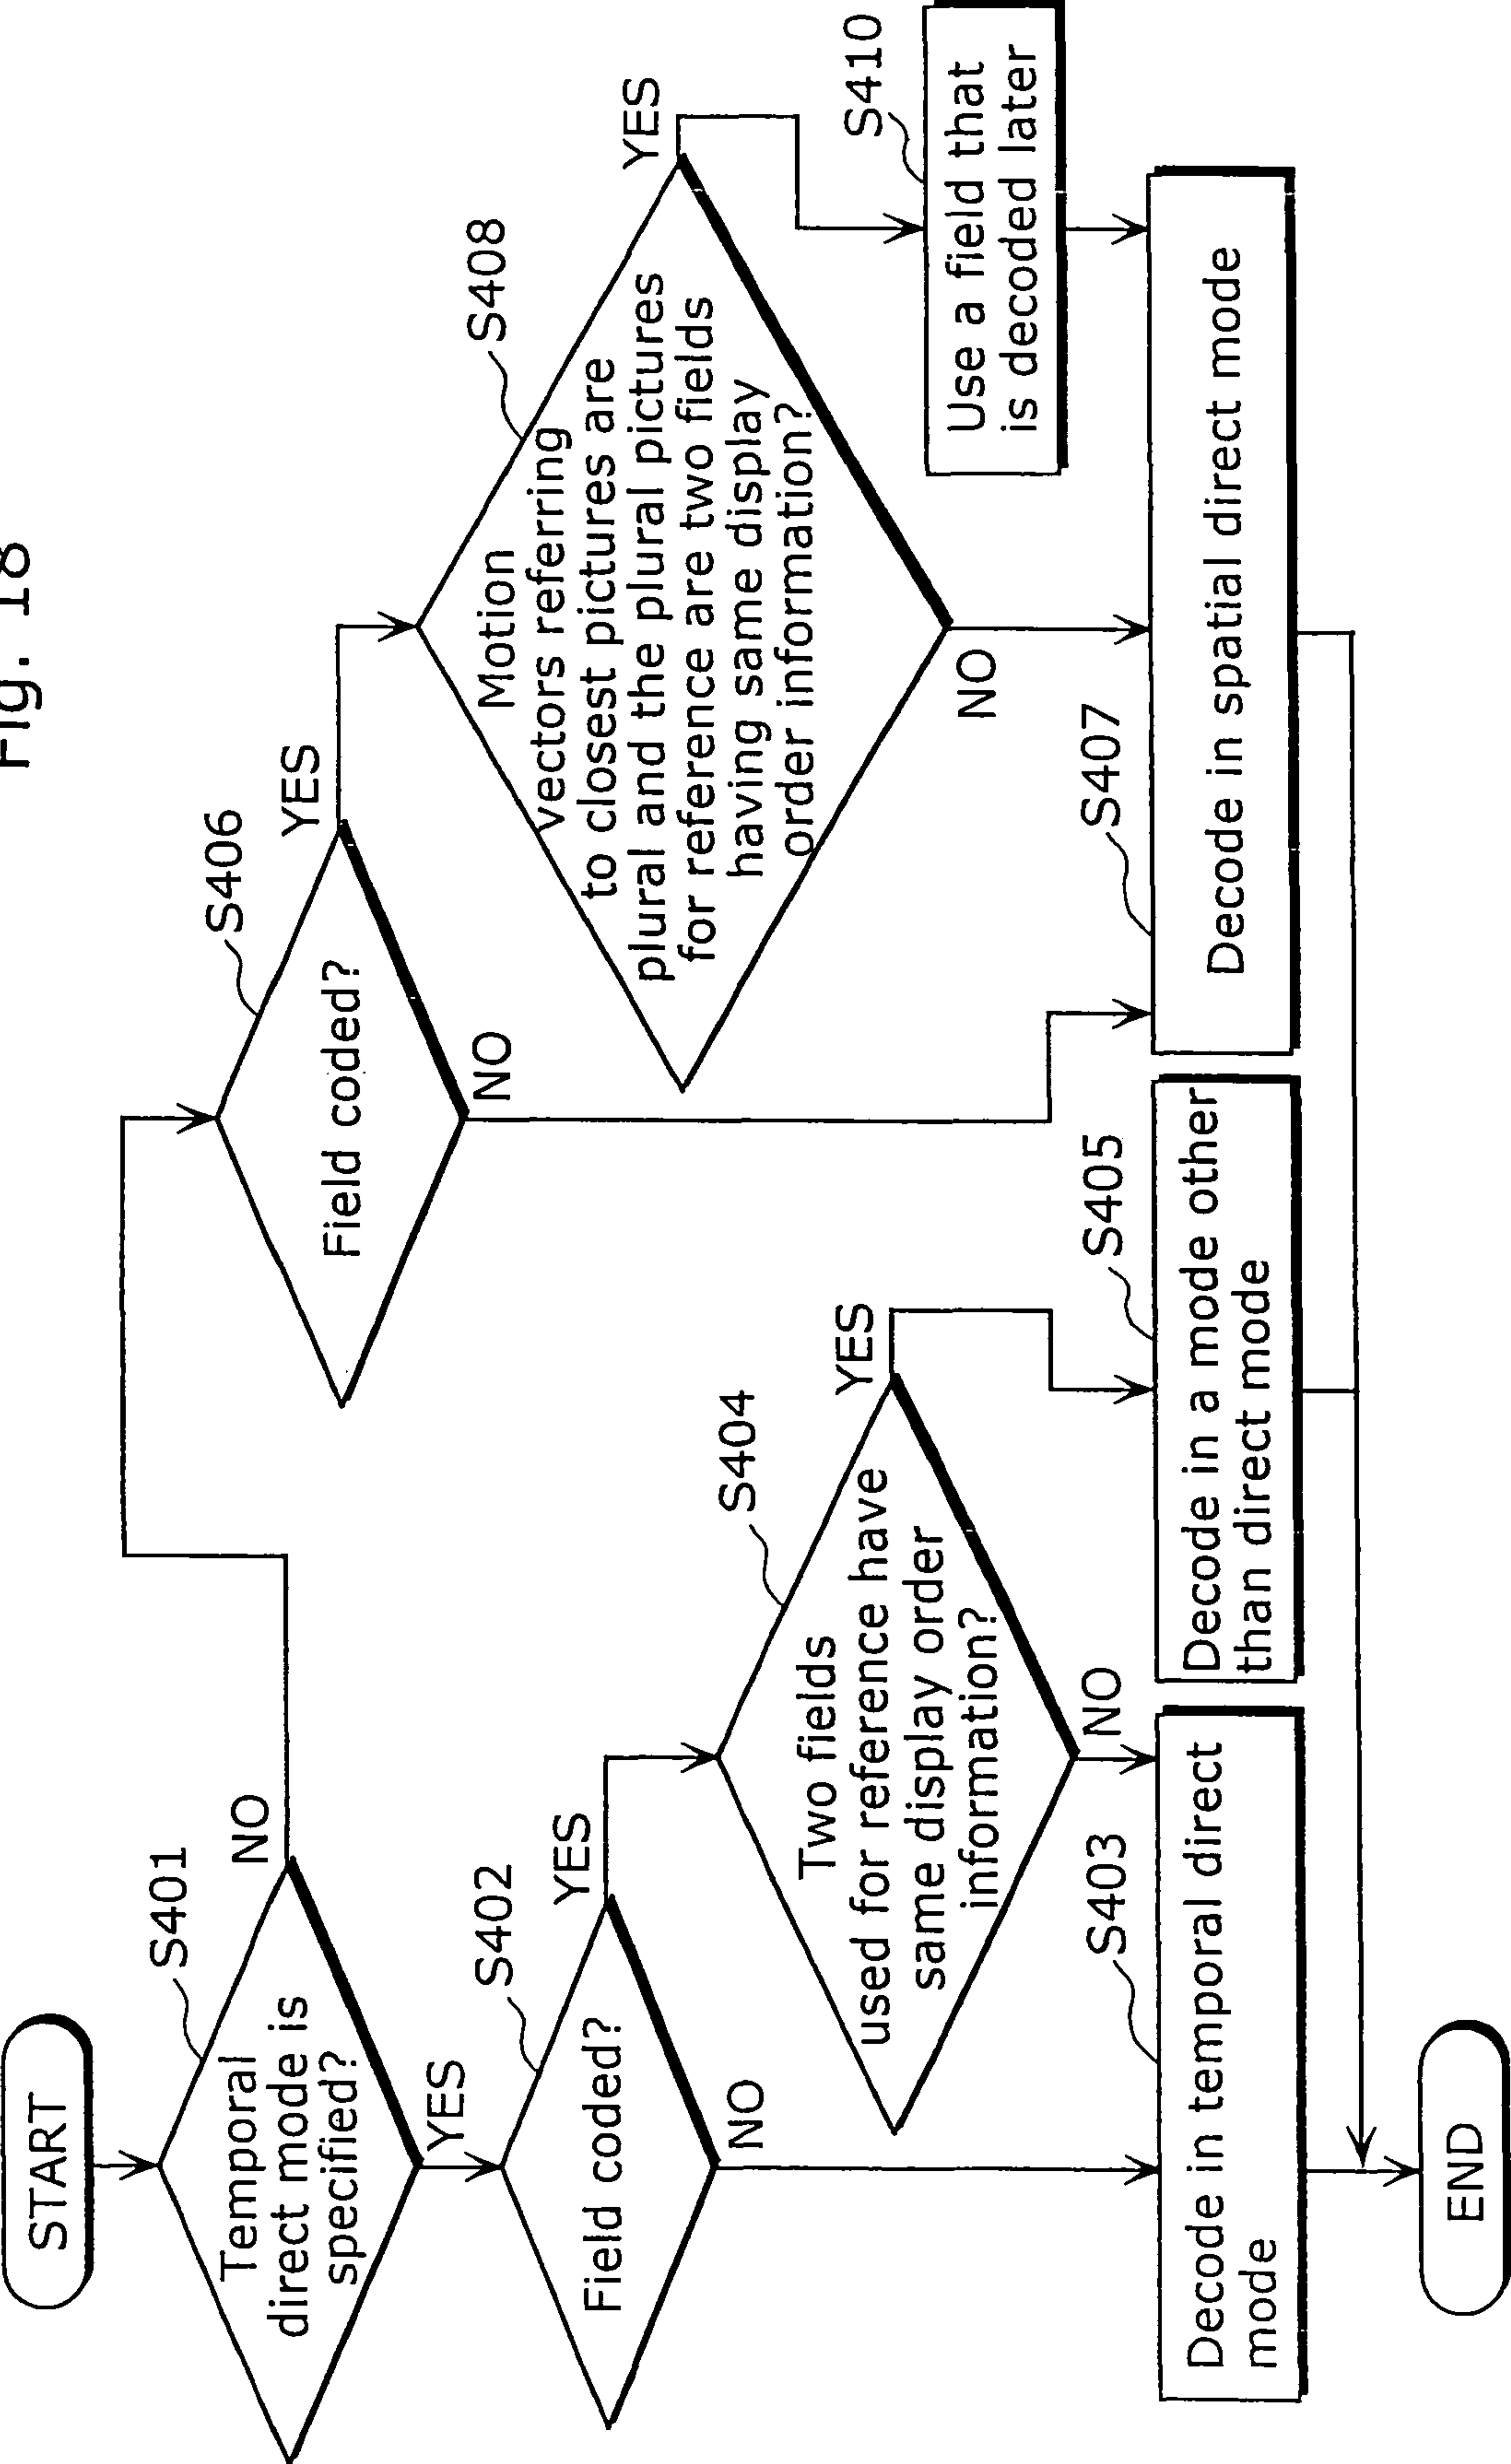 Fig. 18
START
S401
Temporal
direct mode is
specified?
NO
YES
S402
Field coded?
YES
NO
S404
Two fields
used for reference have
same display order
information?
YES
NO
S403
Decode in temporal direct
mode
S405
Decode in a mode other
than direct mode
S406
Field coded?
YES
NO
S408
Motion
vectors referring
to closest pictures are
plural and the plural pictures
for reference are two fields
having same display
order information?
YES
NO
S410
Use a field that
is decoded later
S407
Decode in spatial direct mode
END